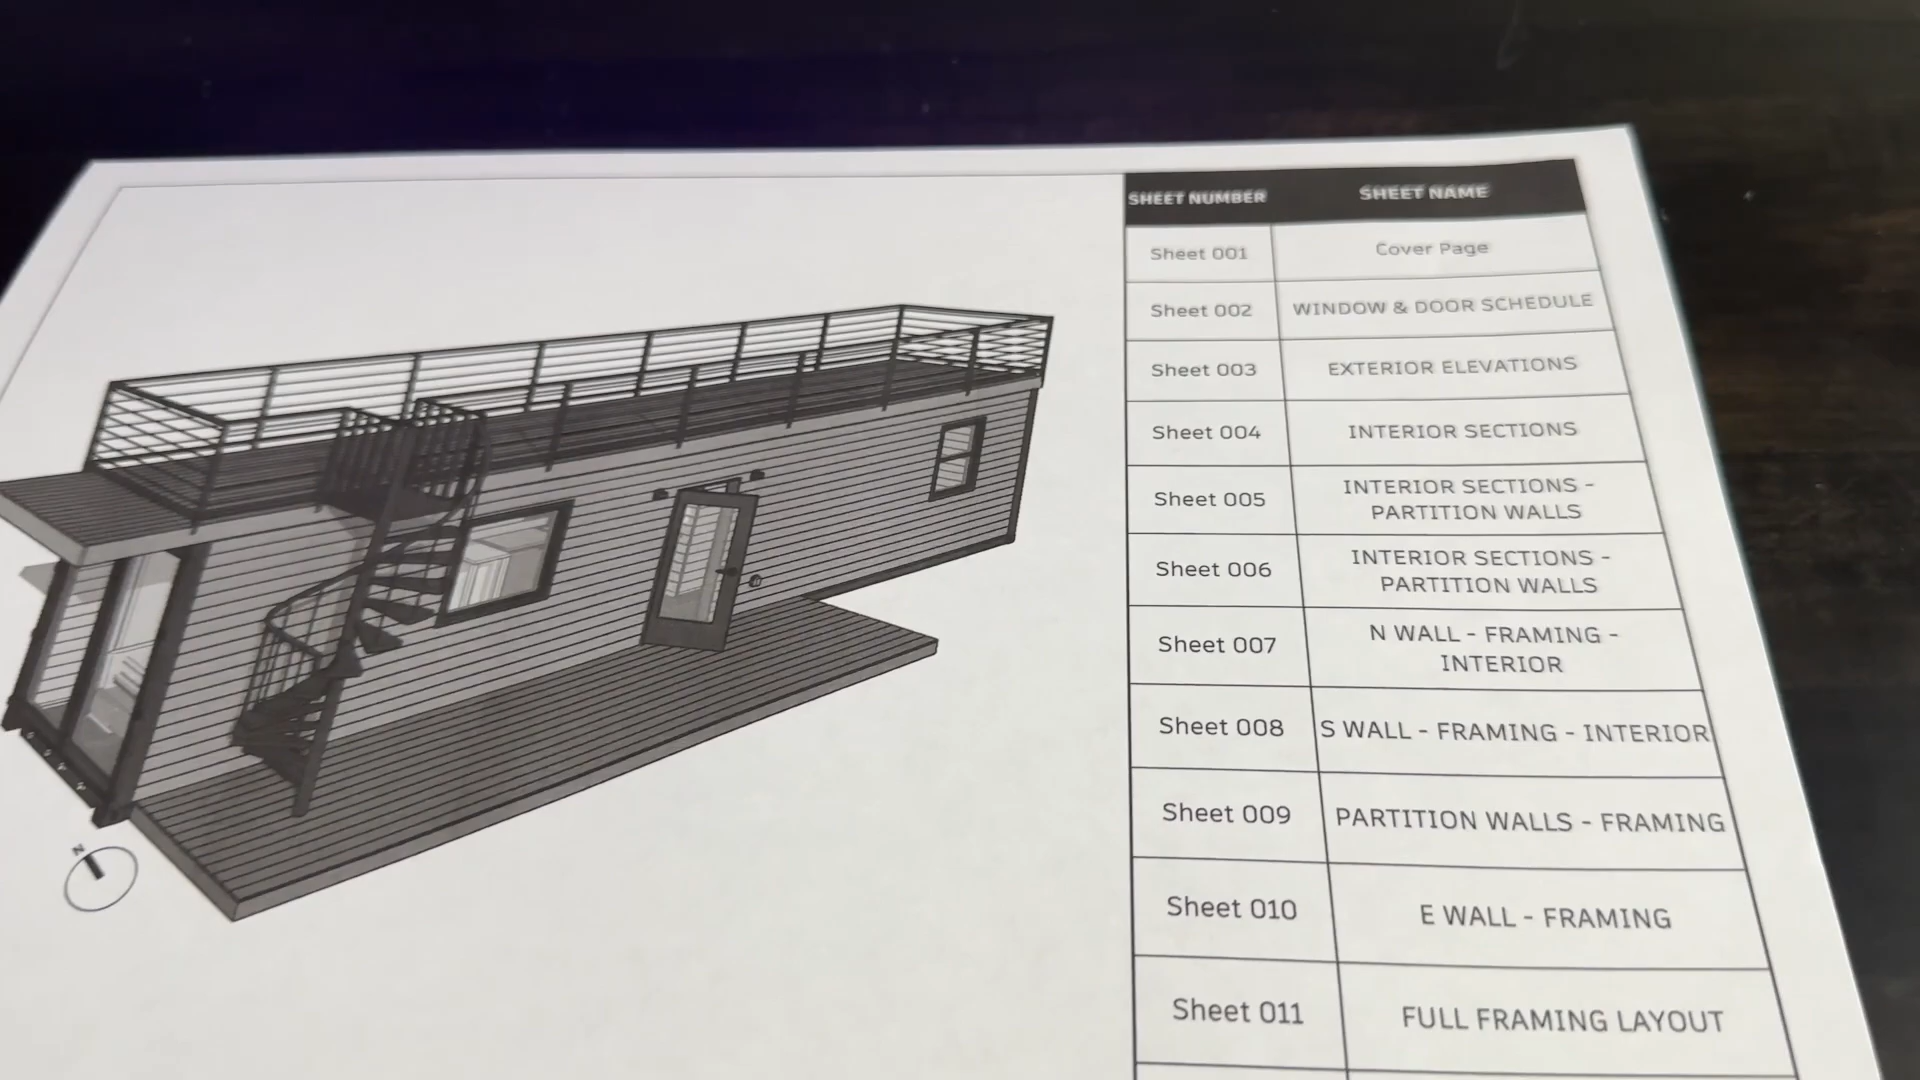 SHEET NUMBER SHEET NAME
Sheet 001 Cover Page
Sheet 002 WINDOW & DOOR SCHEDULE
Sheet 003 EXTERIOR ELEVATIONS
Sheet 004 INTERIOR SECTIONS
Sheet 005 INTERIOR SECTIONS -
PARTITION WALLS
Sheet 006 INTERIOR SECTIONS -
PARTITION WALLS
Sheet 007 N WALL - FRAMING -
INTERIOR
Sheet 008 S WALL - FRAMING - INTERIOR
Sheet 009 PARTITION WALLS - FRAMING
N
Sheet 010 E WALL - FRAMING
Sheet 011 FULL FRAMING LAYOUT